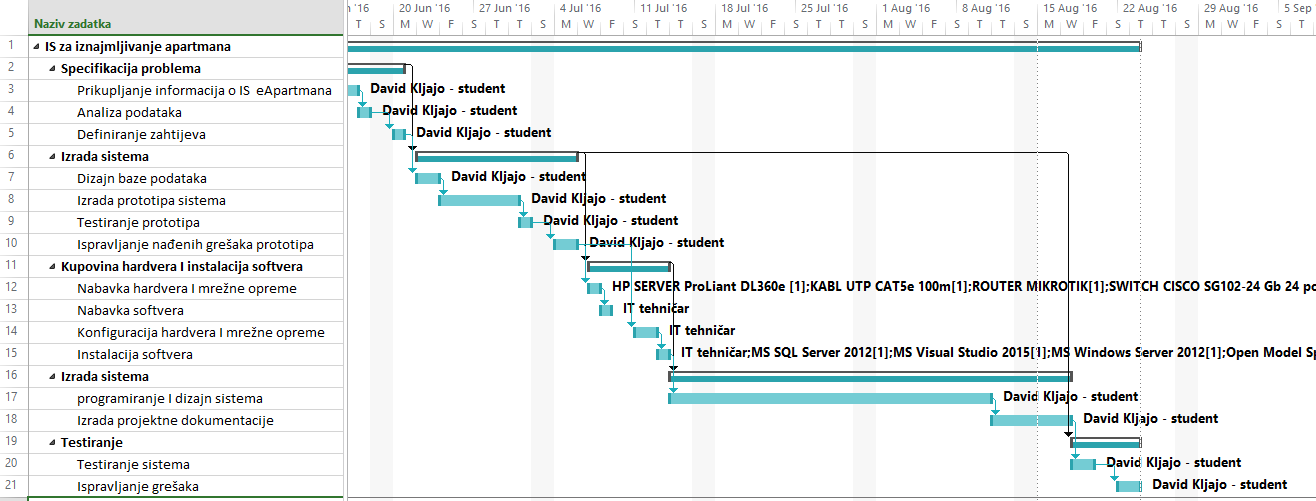 Naziv zadatka
n '16 20 Jun '16 27 Jun '16 4 Jul '16 11 Jul '16 18 Jul '16 25 Jul '16 1 Aug '16 8 Aug '16 15 Aug '16 22 Aug '16 29 Aug '16 5 Sep
T S M W F S T T S M W F S T T S M W F S T T S M W F S T T S M W F S T T S M W F S T
1 IS za iznajmljivanje apartmana
2 Specifikacija problema
3 Prikupljanje informacija o IS eApartmana David Kljajo - student
4 Analiza podataka David Kljajo - student
5 Definiranje zahtijeva David Kljajo - student
6 Izrada sistema
7 Dizajn baze podataka David Kljajo - student
8 Izrada prototipa sistema David Kljajo - student
9 Testiranje prototipa David Kljajo - student
10 Ispravljanje nađenih grešaka prototipa David Kljajo - student
11 Kupovina hardvera I instalacija softvera
12 Nabavka hardvera I mrežne opreme HP SERVER ProLiant DL360e [1];KABL UTP CAT5e 100m[1];ROUTER MIKROTIK[1];SWITCH CISCO SG102-24 Gb 24 po
13 Nabavka softvera IT tehničar
14 Konfiguracija hardvera I mrežne opreme IT tehničar
15 Instalacija softvera IT tehničar;MS SQL Server 2012[1];MS Visual Studio 2015[1];MS Windows Server 2012[1];Open Model Sp
16 Izrada sistema
17 programiranje I dizajn sistema David Kljajo - student
18 Izrada projektne dokumentacije David Kljajo - student
19 Testiranje
20 Testiranje sistema David Kljajo - student
21 Ispravljanje grešaka David Kljajo - student